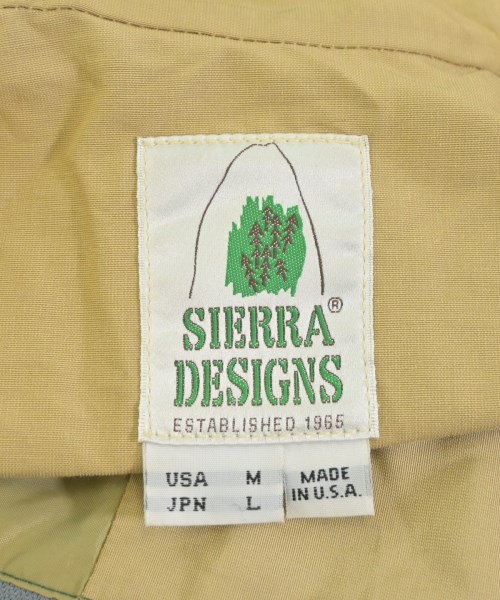 SIERRA®
DESIGNS
ESTABLISHED 1965
USA M
JPN L
MADE
IN U.S.A.